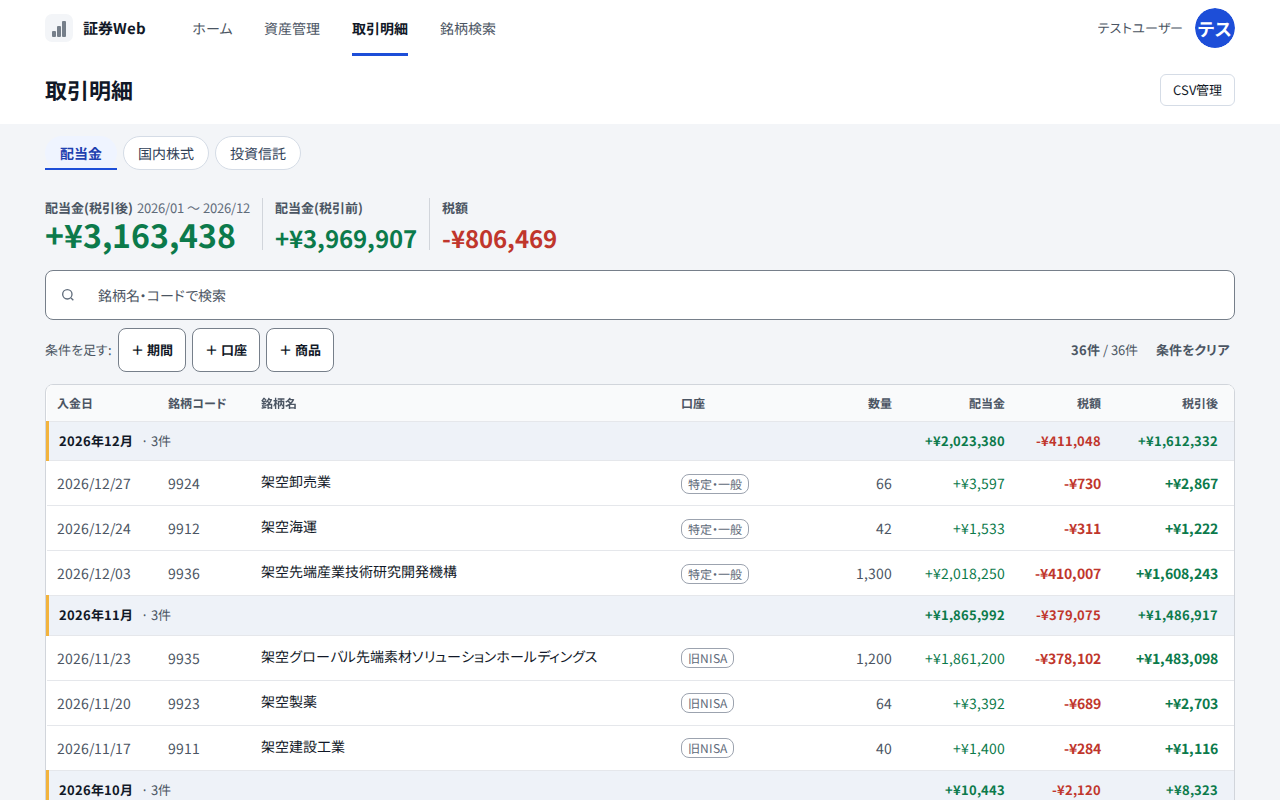 証券Web ホーム 資産管理 取引明細 銘柄検索 テストユーザー テス
取引明細 CSV管理
配当金 国内株式 投資信託
配当金(税引後) 2026/01 〜 2026/12 配当金(税引前) 税額
+¥3,163,438 +¥3,969,907 -¥806,469
銘柄名・コードで検索
条件を足す: + 期間 + 口座 + 商品 36件 / 36件 条件をクリア
入金日 銘柄コード 銘柄名 口座 数量 配当金 税額 税引後
2026年12月 · 3件 +¥2,023,380 -¥411,048 +¥1,612,332
2026/12/27 9924 架空卸売業 特定・一般 66 +¥3,597 -¥730 +¥2,867
2026/12/24 9912 架空海運 特定・一般 42 +¥1,533 -¥311 +¥1,222
2026/12/03 9936 架空先端産業技術研究開発機構 特定・一般 1,300 +¥2,018,250 -¥410,007 +¥1,608,243
2026年11月 · 3件 +¥1,865,992 -¥379,075 +¥1,486,917
2026/11/23 9935 架空グローバル先端素材ソリューションホールディングス 旧NISA 1,200 +¥1,861,200 -¥378,102 +¥1,483,098
2026/11/20 9923 架空製薬 旧NISA 64 +¥3,392 -¥689 +¥2,703
2026/11/17 9911 架空建設工業 旧NISA 40 +¥1,400 -¥284 +¥1,116
2026年10月 · 3件 +¥10,443 -¥2,120 +¥8,323